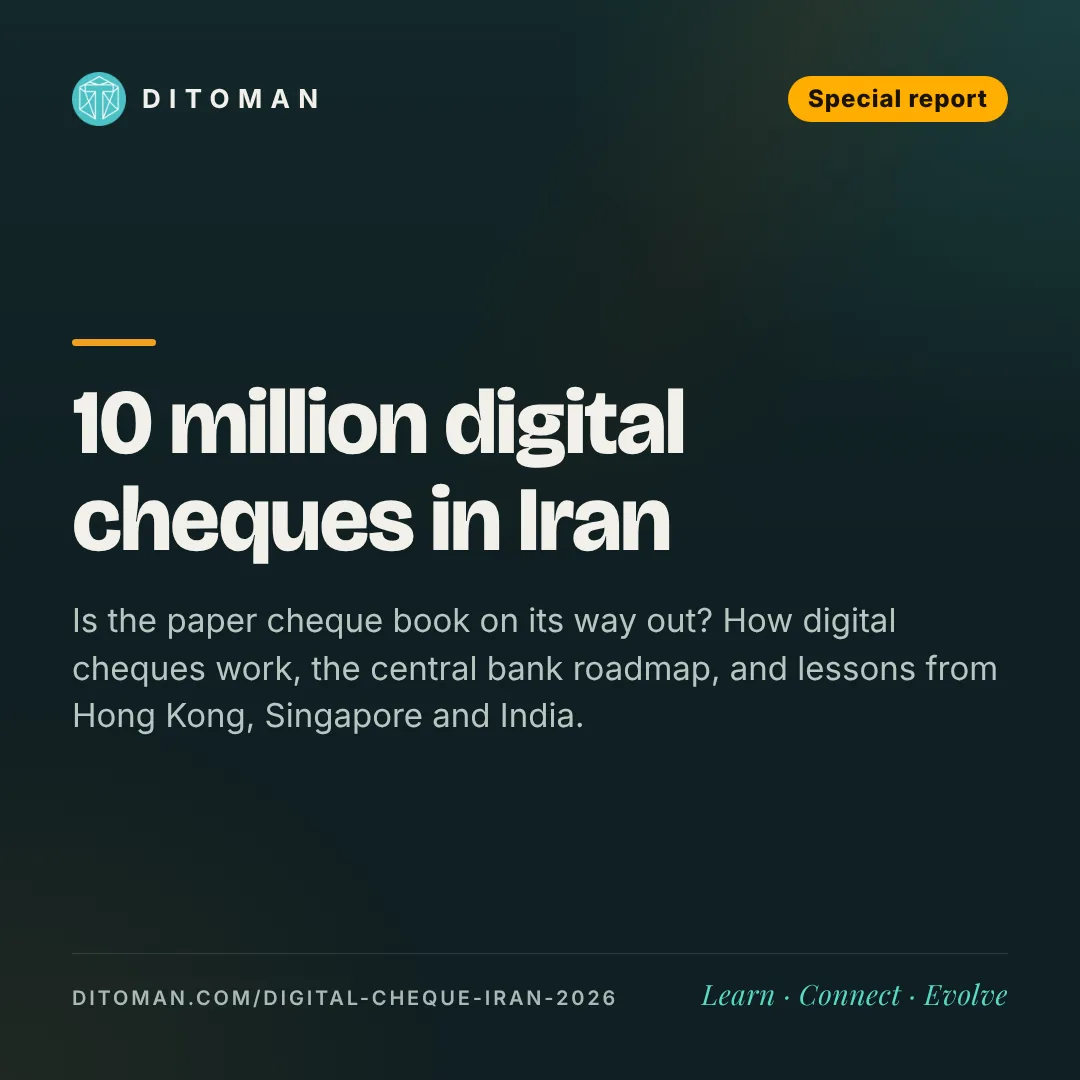 DITOMAN
Special report
10 million digital
cheques in Iran
Is the paper cheque book on its way out? How digital
cheques work, the central bank roadmap, and lessons from
Hong Kong, Singapore and India.
DITOMAN.COM/DIGITAL-CHEQUE-IRAN-2026
Learn · Connect · Evolve